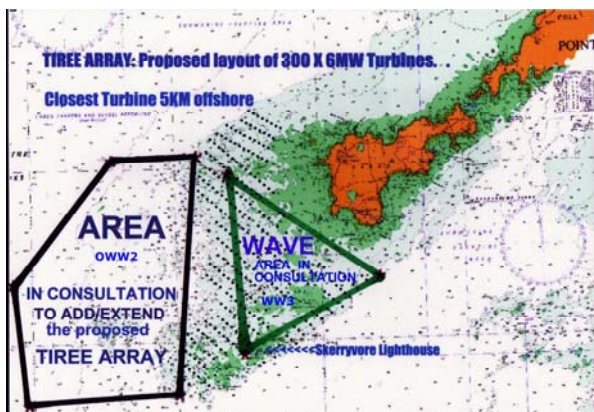 COLL
POINT
TIREE ARRAY: Proposed layout of 300 X 6MW Turbines.
Closest Turbine 5KM offshore
AREA
OWW2
IN CONSULTATION
TO ADD/EXTEND
the proposed
TIREE ARRAY
WAVE
AREA IN
CONSULTATION
WW3
<<<<<<Skerryvore Lighthouse